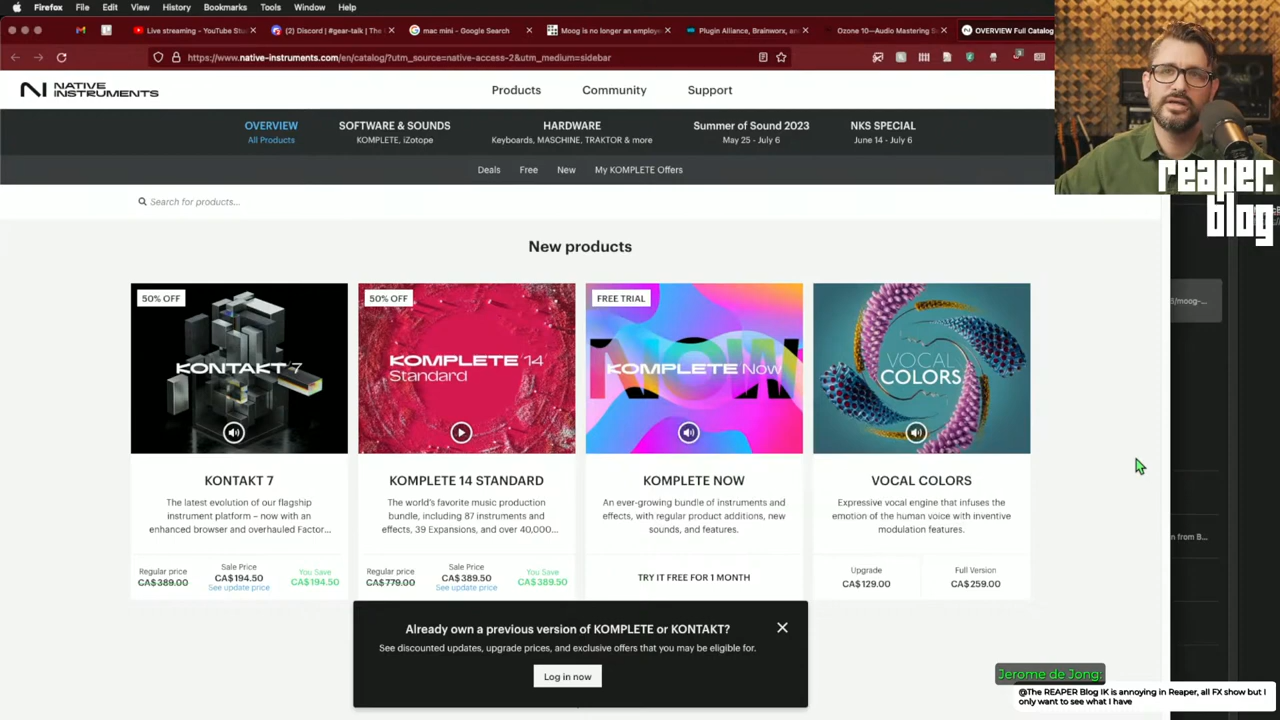 Firefox File Edit View History Bookmarks Tools Window Help
Live streaming - YouTube Stu
(2) Discord | #gear-talk | The
mac mini - Google Search
Moog is no longer an employe
Plugin Alliance, Brainworx, an
Ozone 10—Audio Mastering S
OVERVIEW Full Catalog
https://www.native-instruments.com/en/catalog/?utm_source=native-access-2&utm_medium=sidebar
NATIVE INSTRUMENTS
Products Community Support
OVERVIEW
All Products
SOFTWARE & SOUNDS
KOMPLETE, iZotope
HARDWARE
Keyboards, MASCHINE, TRAKTOR & more
Summer of Sound 2023
May 25 - July 6
NKS SPECIAL
June 14 - July 6
Deals Free New My KOMPLETE Offers
reaper.
blog
Search for products...
New products
50% OFF
KONTAKT 7
KONTAKT 7
The latest evolution of our flagship
instrument platform – now with an
enhanced browser and overhauled Factor...
Regular price
CA$389.00
Sale Price
CA$194.50
See update price
You Save
CA$194.50
50% OFF
KOMPLETE 14
Standard
KOMPLETE 14 STANDARD
The world's favorite music production
bundle, including 87 instruments and
effects, 39 Expansions, and over 40,000...
Regular price
CA$779.00
Sale Price
CA$389.50
See update price
You Save
CA$389.50
FREE TRIAL
NOW
KOMPLETE Now
KOMPLETE NOW
An ever-growing bundle of instruments and
effects, with regular product additions, new
sounds, and features.
TRY IT FREE FOR 1 MONTH
VOCAL
COLORS
VOCAL COLORS
Expressive vocal engine that infuses the
emotion of the human voice with inventive
modulation features.
Upgrade
CA$129.00
Full Version
CA$259.00
/moog-...
n from B...
Already own a previous version of KOMPLETE or KONTAKT?
See discounted updates, upgrade prices, and exclusive offers that you may be eligible for.
Log in now
Jerome de Jong:
@The REAPER Blog IK is annoying in Reaper, all FX show but I
only want to see what I have